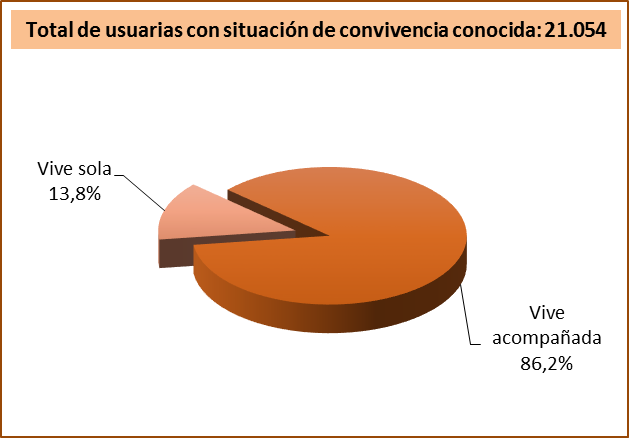 Total de usuarias con situación de convivencia conocida: 21.054
Vive sola
13,8%
Vive
acompañada
86,2%